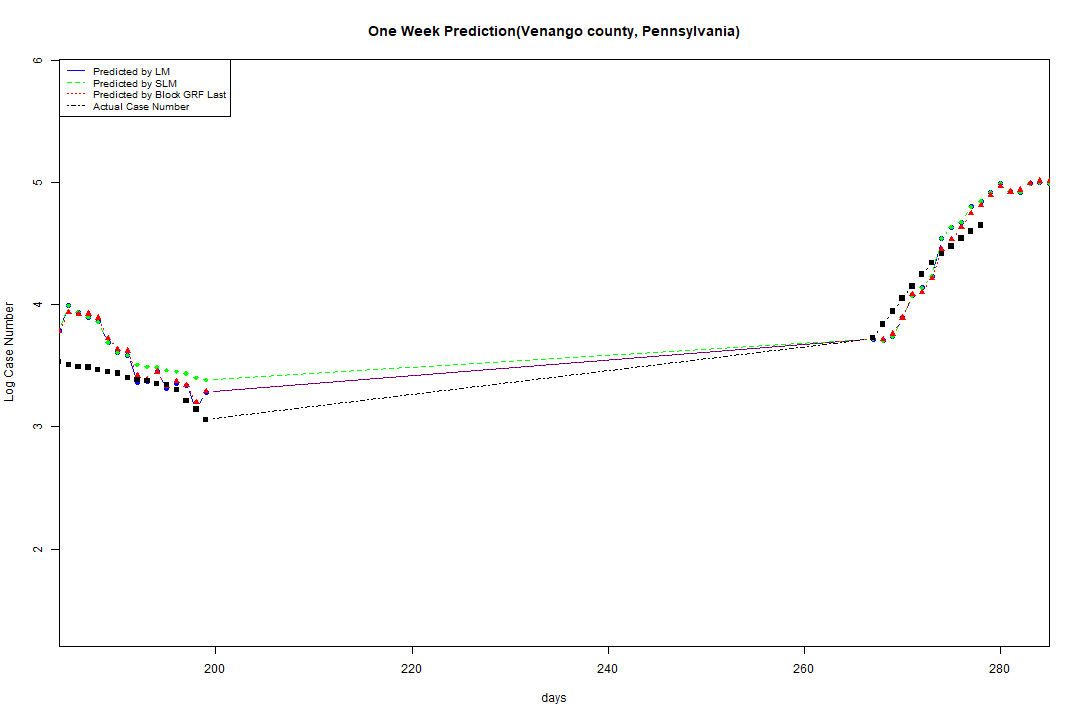 One Week Prediction(Venango county, Pennsylvania)
6
Predicted by LM
Predicted by SLM
Predicted by Block GRF Last
Actual Case Number
5
4
3
2
Log Case Number
200
220
240
260
280
days